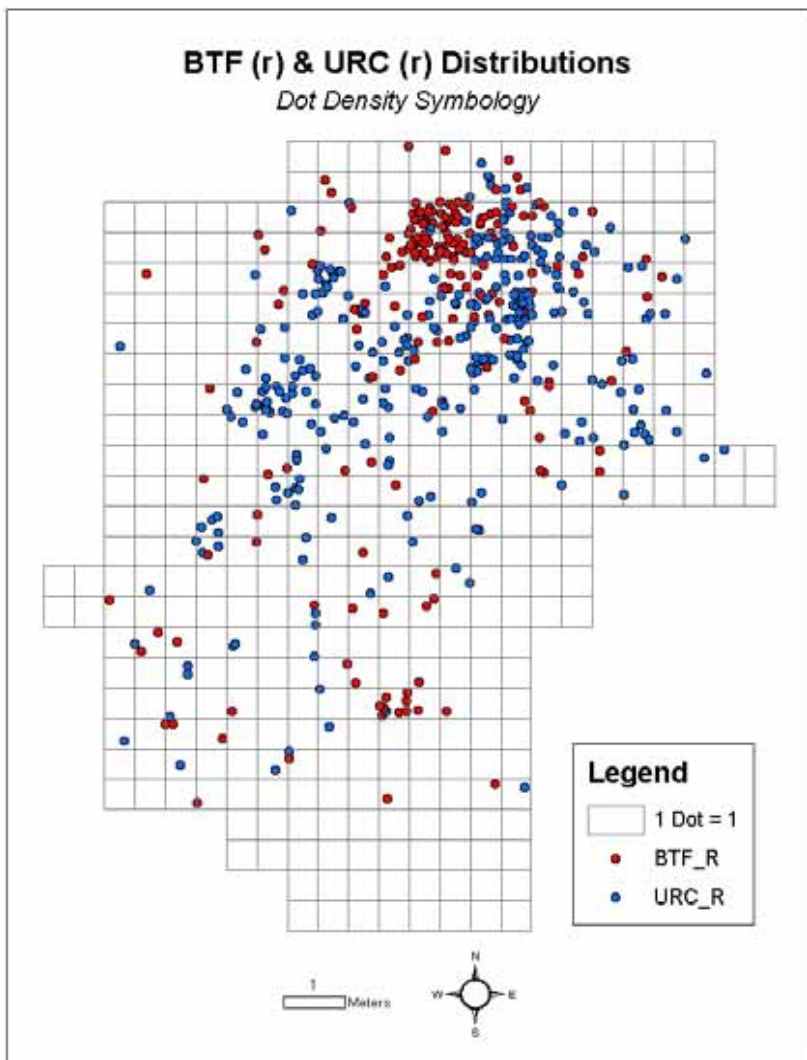 BTF (r) & URC (r) Distributions
Dot Density Symbology
Legend
1 Dot = 1
BTF_R
URC_R
1
Meters
N
W E
S